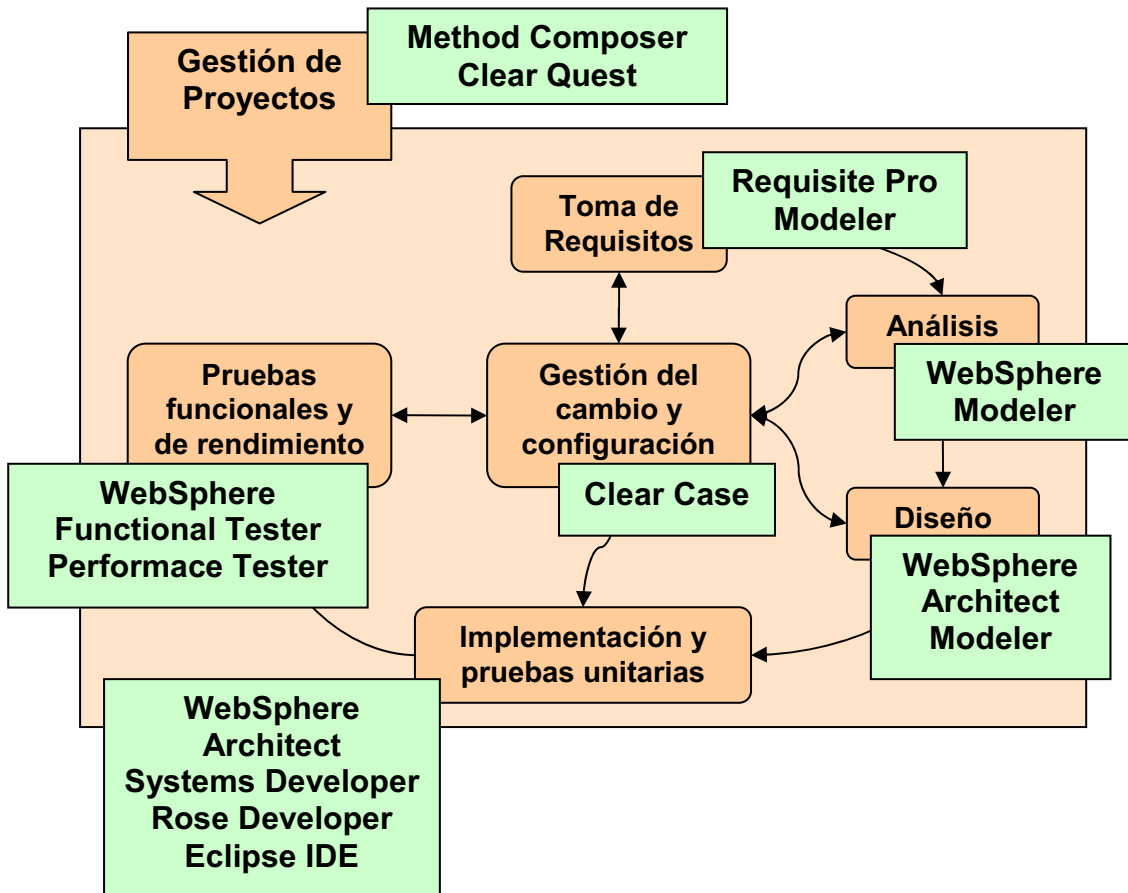 Gestión de
Proyectos
Method Composer
Clear Quest
Toma de
Requisitos
Requisite Pro
Modeler
Análisis
WebSphere
Modeler
Pruebas
funcionales y
de rendimiento
Gestión del
cambio y
configuración
WebSphere
Functional Tester
Performace Tester
Clear Case
Diseño
WebSphere
Architect
Modeler
Implementación y
pruebas unitarias
WebSphere
Architect
Systems Developer
Rose Developer
Eclipse IDE